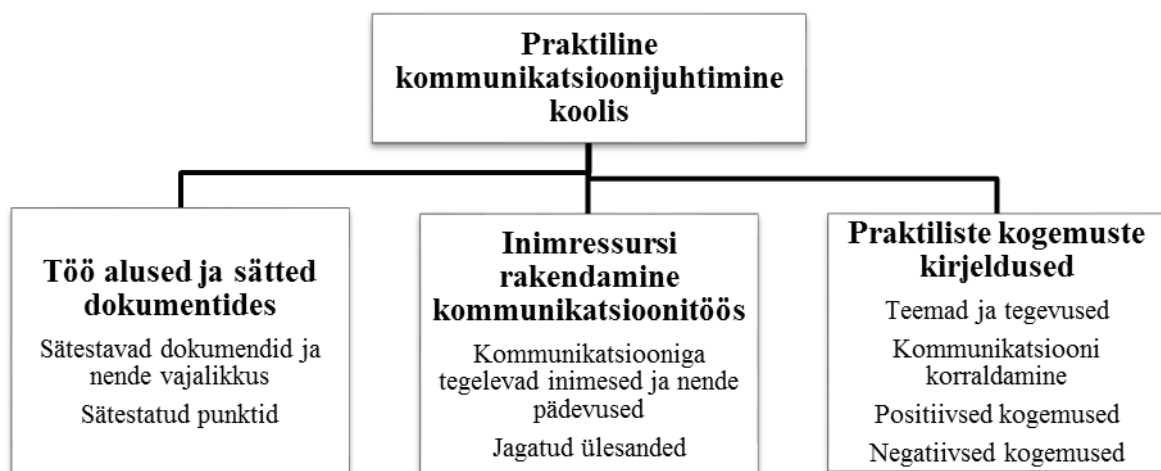 Praktiline
kommunikatsioonijuhtimine
koolis
Töö alused ja sätted
dokumentides
Sätestavad dokumendid ja
nende vajalikkus
Sätestatud punktid
Inimressursi
rakendamine
kommunikatsioonitöös
Kommunikatsiooniga
tegelevad inimesed ja nende
pädevused
Jagatud ülesanded
Praktiliste kogemuste
kirjeldused
Teemad ja tegevused
Kommunikatsiooni
korraldamine
Positiivsed kogemused
Negatiivsed kogemused